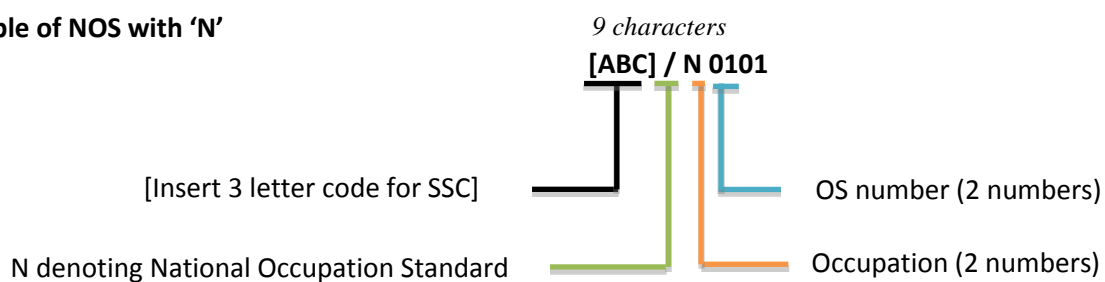 ple of NOS with ‘N’
9 characters
[ABC] / N 0101
[Insert 3 letter code for SSC]
OS number (2 numbers)
N denoting National Occupation Standard
Occupation (2 numbers)